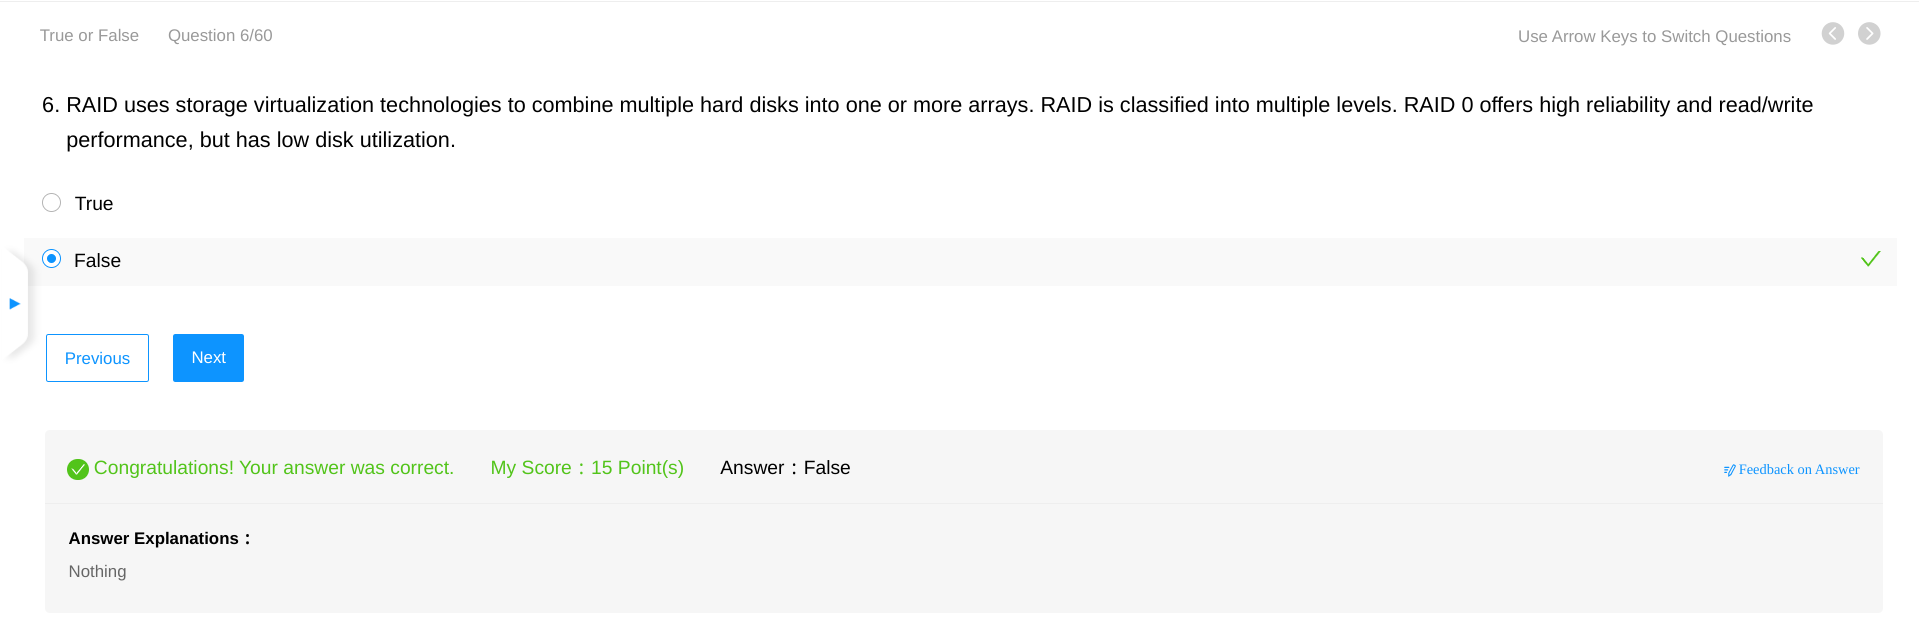 True or False Question 6/60 Use Arrow Keys to Switch Questions
6. RAID uses storage virtualization technologies to combine multiple hard disks into one or more arrays. RAID is classified into multiple levels. RAID 0 offers high reliability and read/write
performance, but has low disk utilization.
True
False
Previous Next
Congratulations! Your answer was correct. My Score：15 Point(s) Answer：False Feedback on Answer
Answer Explanations：
Nothing